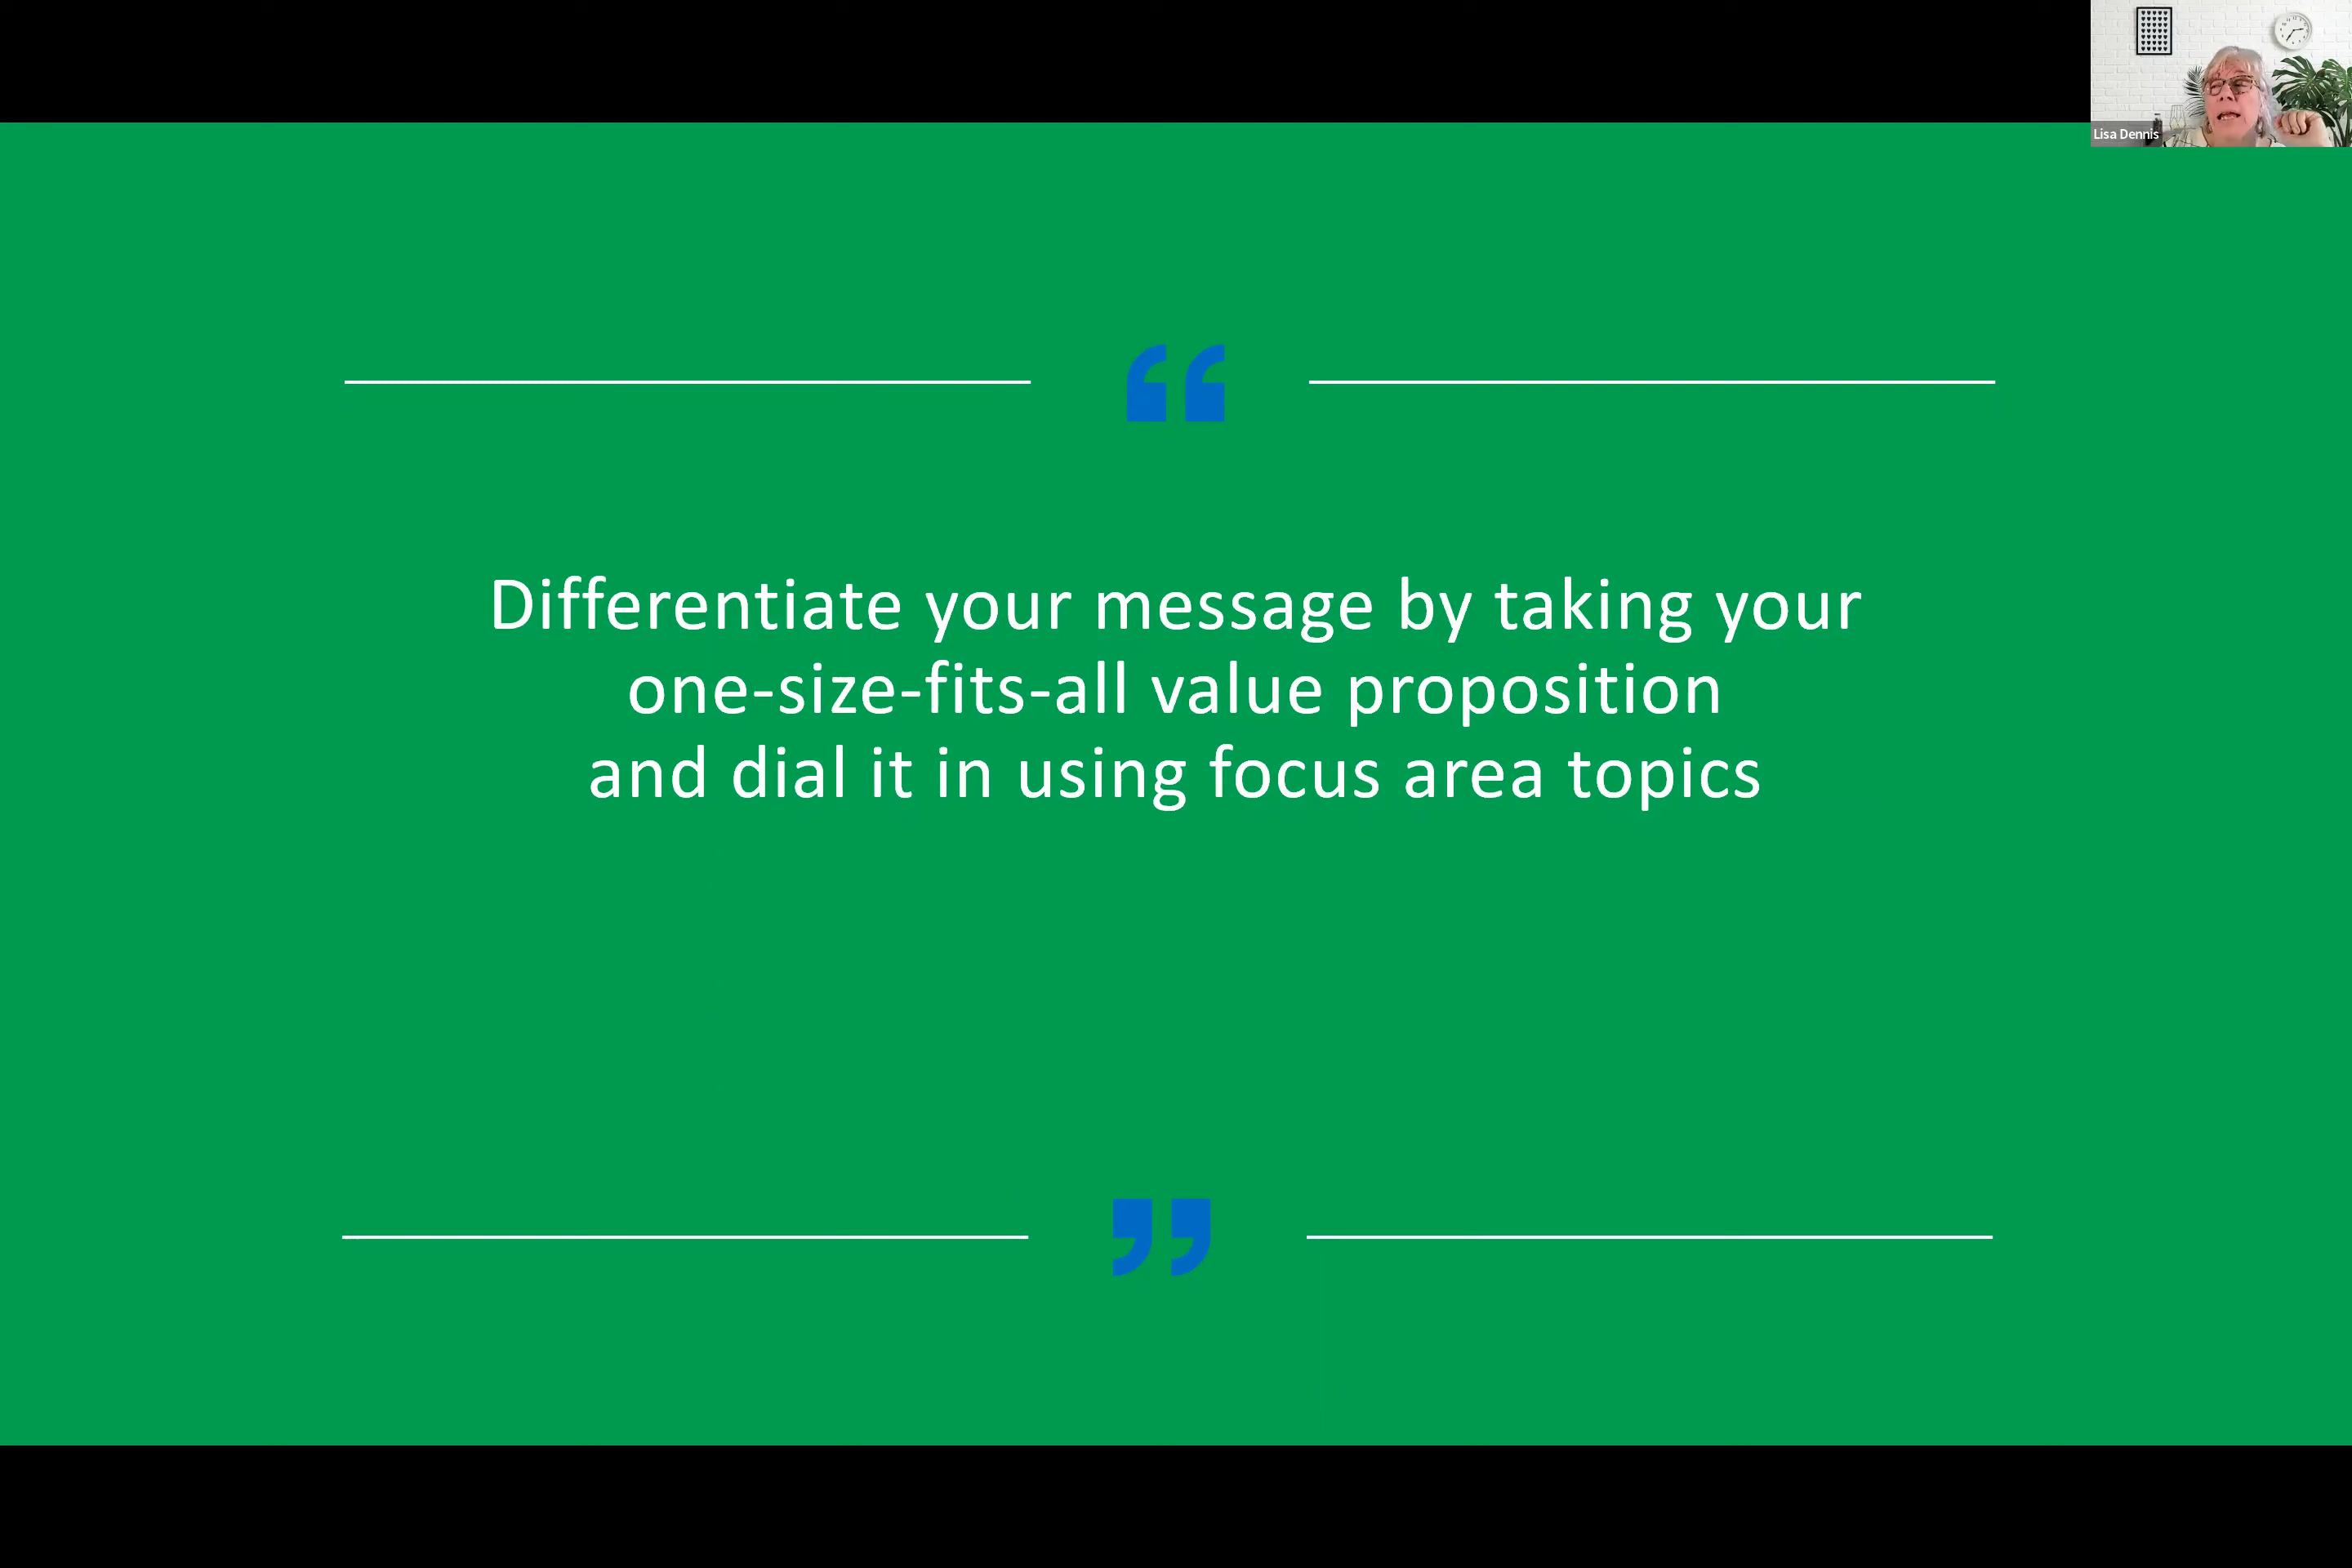 Lisa Dennis
“
Differentiate your message by taking your
one-size-fits-all value proposition
and dial it in using focus area topics
”